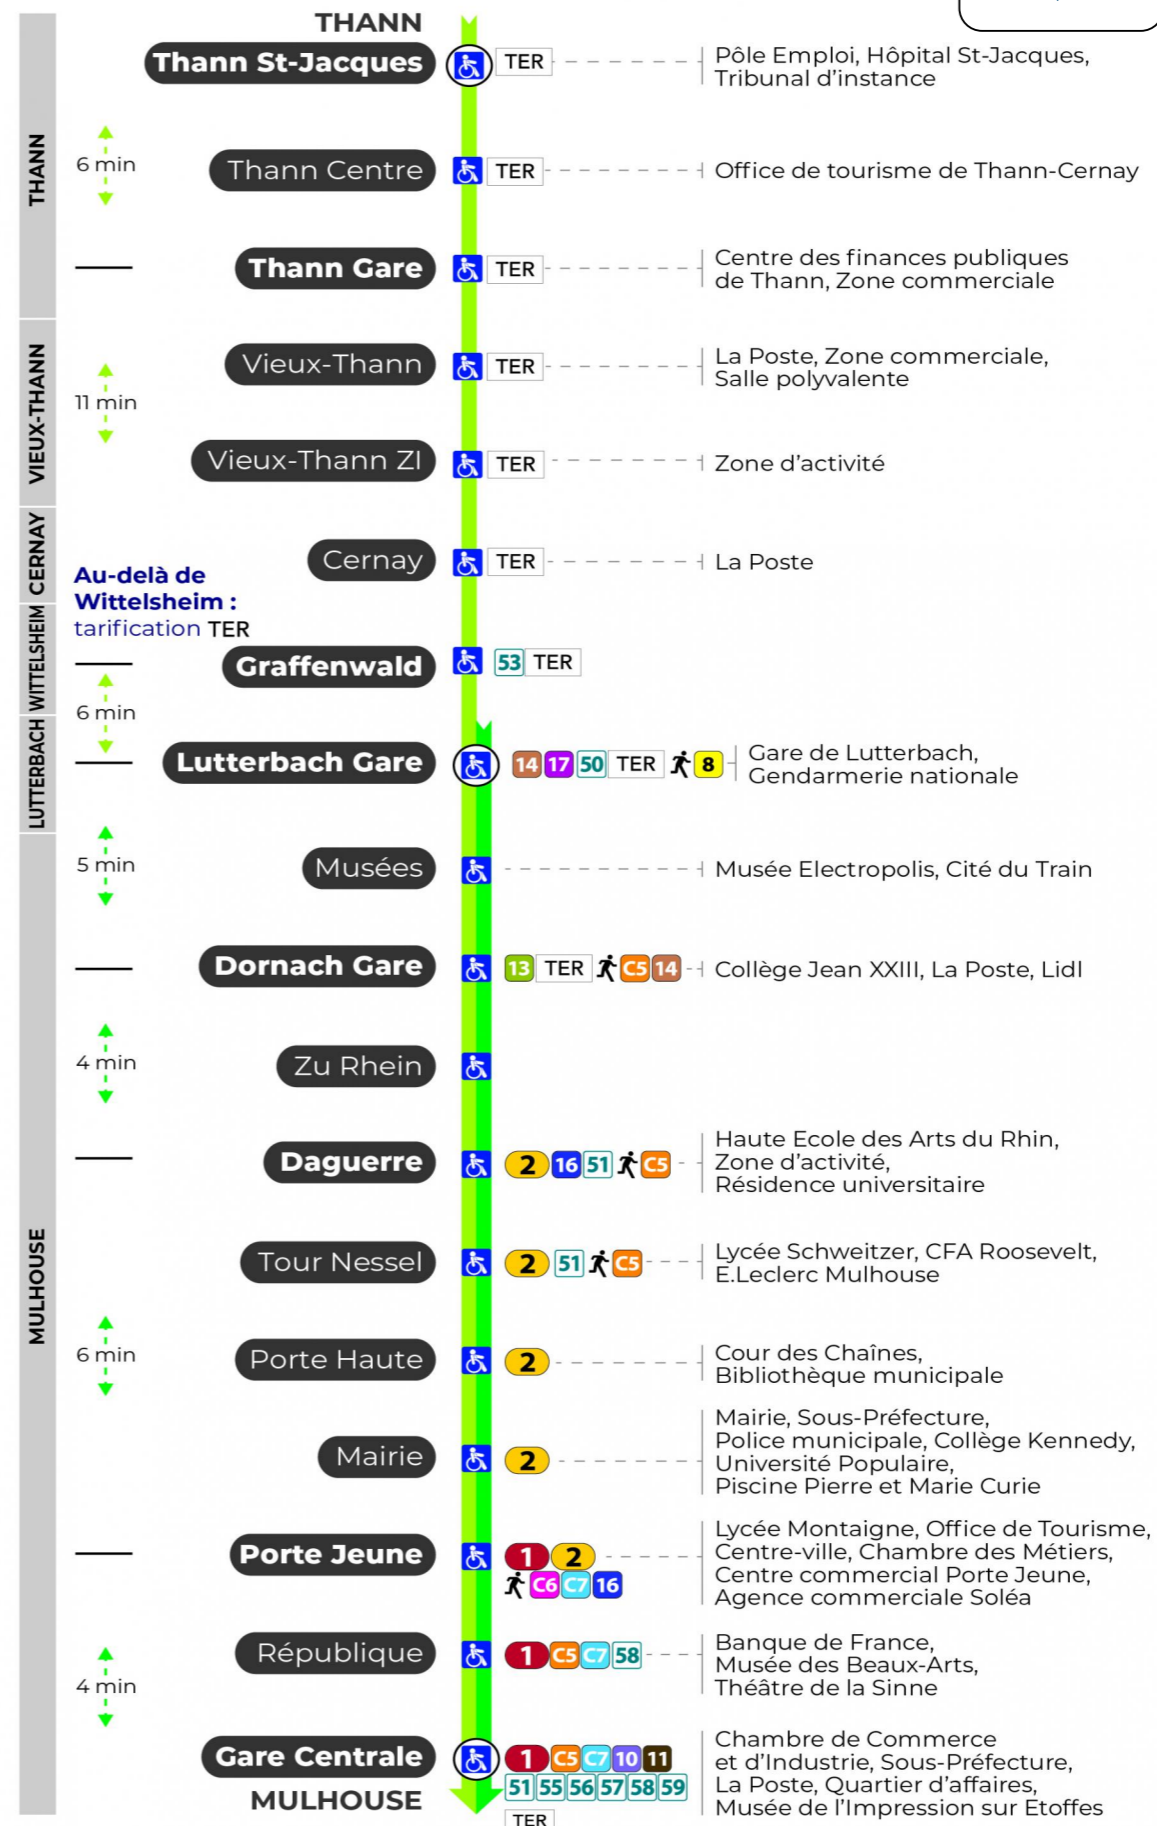 THANN
Thann St-Jacques
TER
Pôle Emploi, Hôpital St-Jacques,
Tribunal d'instance
THANN
6 min
Thann Centre
TER
Office de tourisme de Thann-Cernay
Thann Gare
TER
Centre des finances publiques
de Thann, Zone commerciale
VIEUX-THANN
Vieux-Thann
TER
La Poste, Zone commerciale,
Salle polyvalente
11 min
Vieux-Thann ZI
TER
Zone d'activité
CERNAY
Cernay
TER
La Poste
Au-delà de
Wittelsheim :
tarification TER
WITTELSHEIM
Graffenwald
53 TER
6 min
LUTTERBACH
Lutterbach Gare
14 17 50 TER 8
Gare de Lutterbach,
Gendarmerie nationale
5 min
Musées
Musée Electropolis, Cité du Train
Dornach Gare
13 TER C5 14
Collège Jean XXIII, La Poste, Lidl
4 min
Zu Rhein
MULHOUSE
Daguerre
2 16 51 C5
Haute Ecole des Arts du Rhin,
Zone d'activité,
Résidence universitaire
Tour Nessel
2 51 C5
Lycée Schweitzer, CFA Roosevelt,
E.Leclerc Mulhouse
6 min
Porte Haute
2
Cour des Chaînes,
Bibliothèque municipale
Mairie
2
Mairie, Sous-Préfecture,
Police municipale, Collège Kennedy,
Université Populaire,
Piscine Pierre et Marie Curie
Porte Jeune
1 2
C6 C7 16
Lycée Montaigne, Office de Tourisme,
Centre-ville, Chambre des Métiers,
Centre commercial Porte Jeune,
Agence commerciale Soléa
République
1 C5 C7 58
Banque de France,
Musée des Beaux-Arts,
Théâtre de la Sinne
4 min
Gare Centrale
1 C5 C7 10 11
51 55 56 57 58 59
TER
Chambre de Commerce
et d'Industrie, Sous-Préfecture,
La Poste, Quartier d'affaires,
Musée de l'Impression sur Etoffes
MULHOUSE